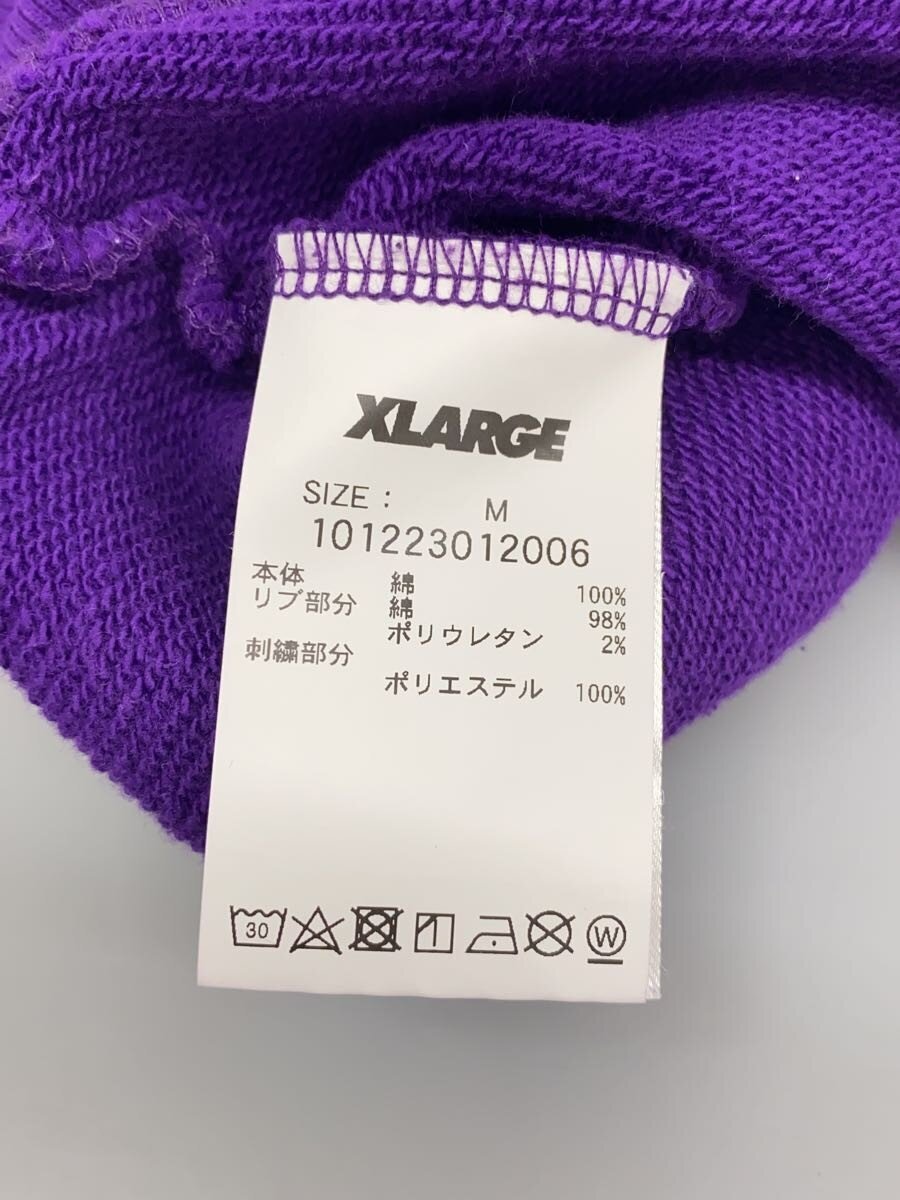 XLARGE
SIZE : M
101223012006
本体 綿 100%
リブ部分 綿 98%
ポリウレタン 2%
刺繍部分
ポリエステル 100%
30
W